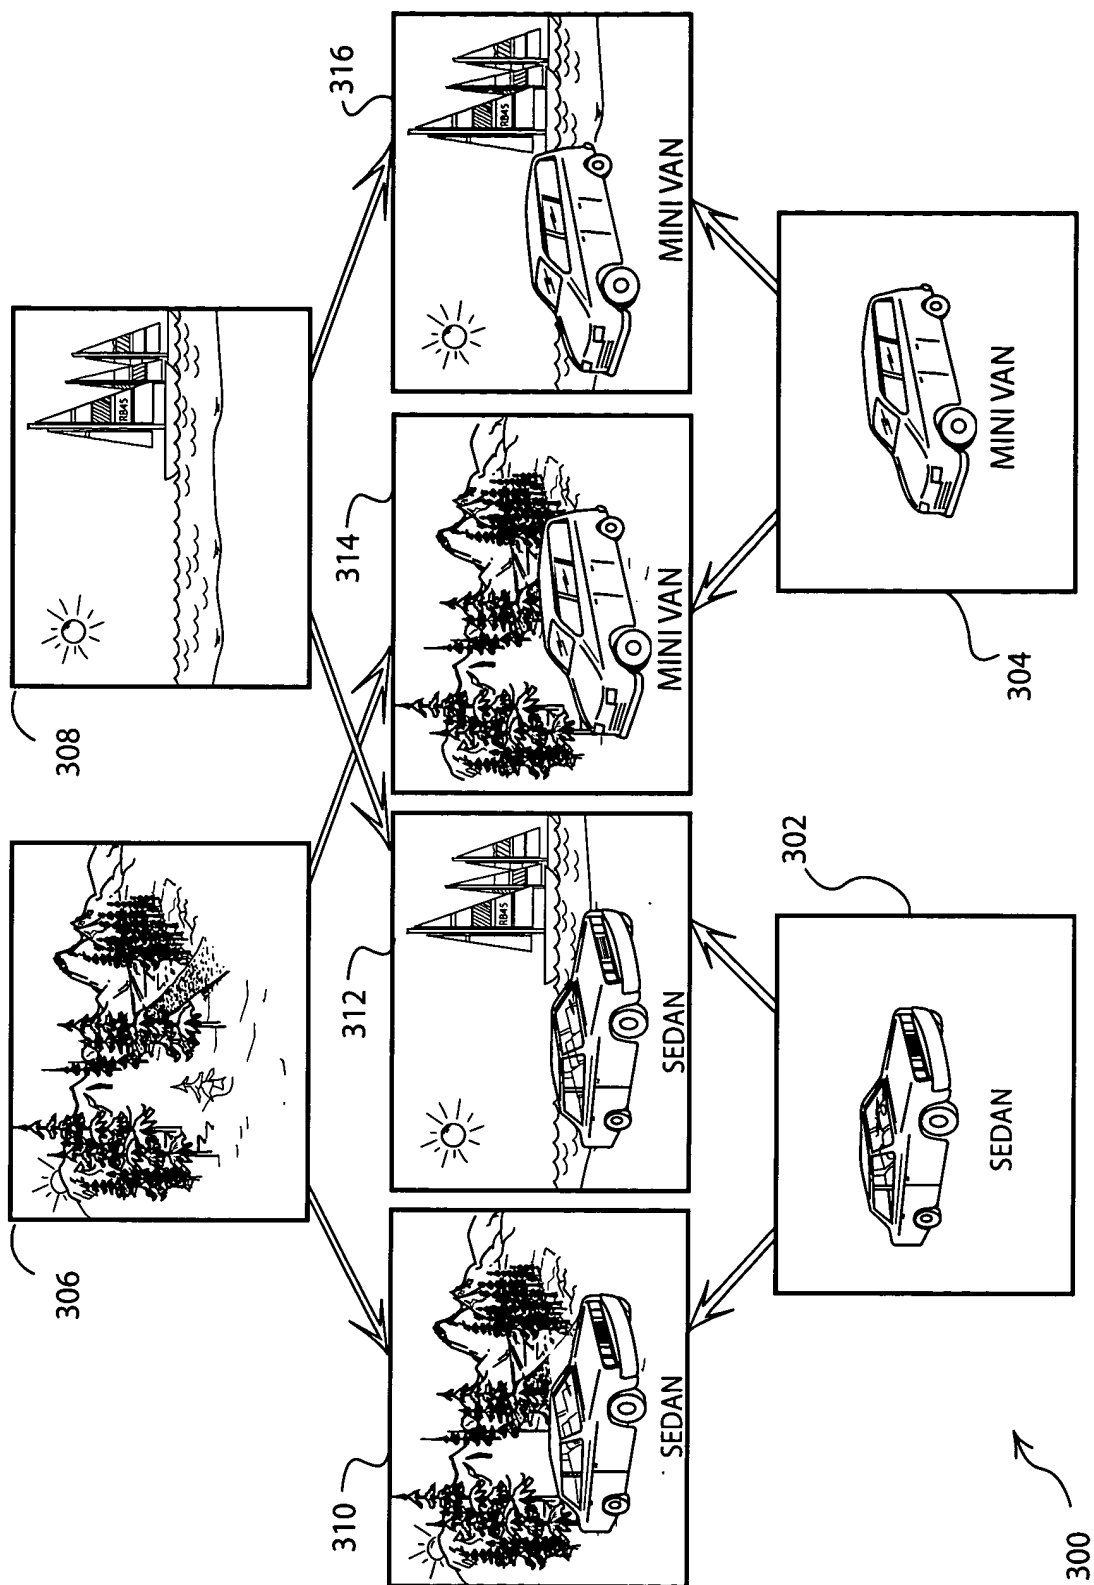 306
308
RB45
310
312
314
316
SEDAN
RB45
SEDAN
MINI VAN
RB45
MINI VAN
302
304
SEDAN
MINI VAN
300